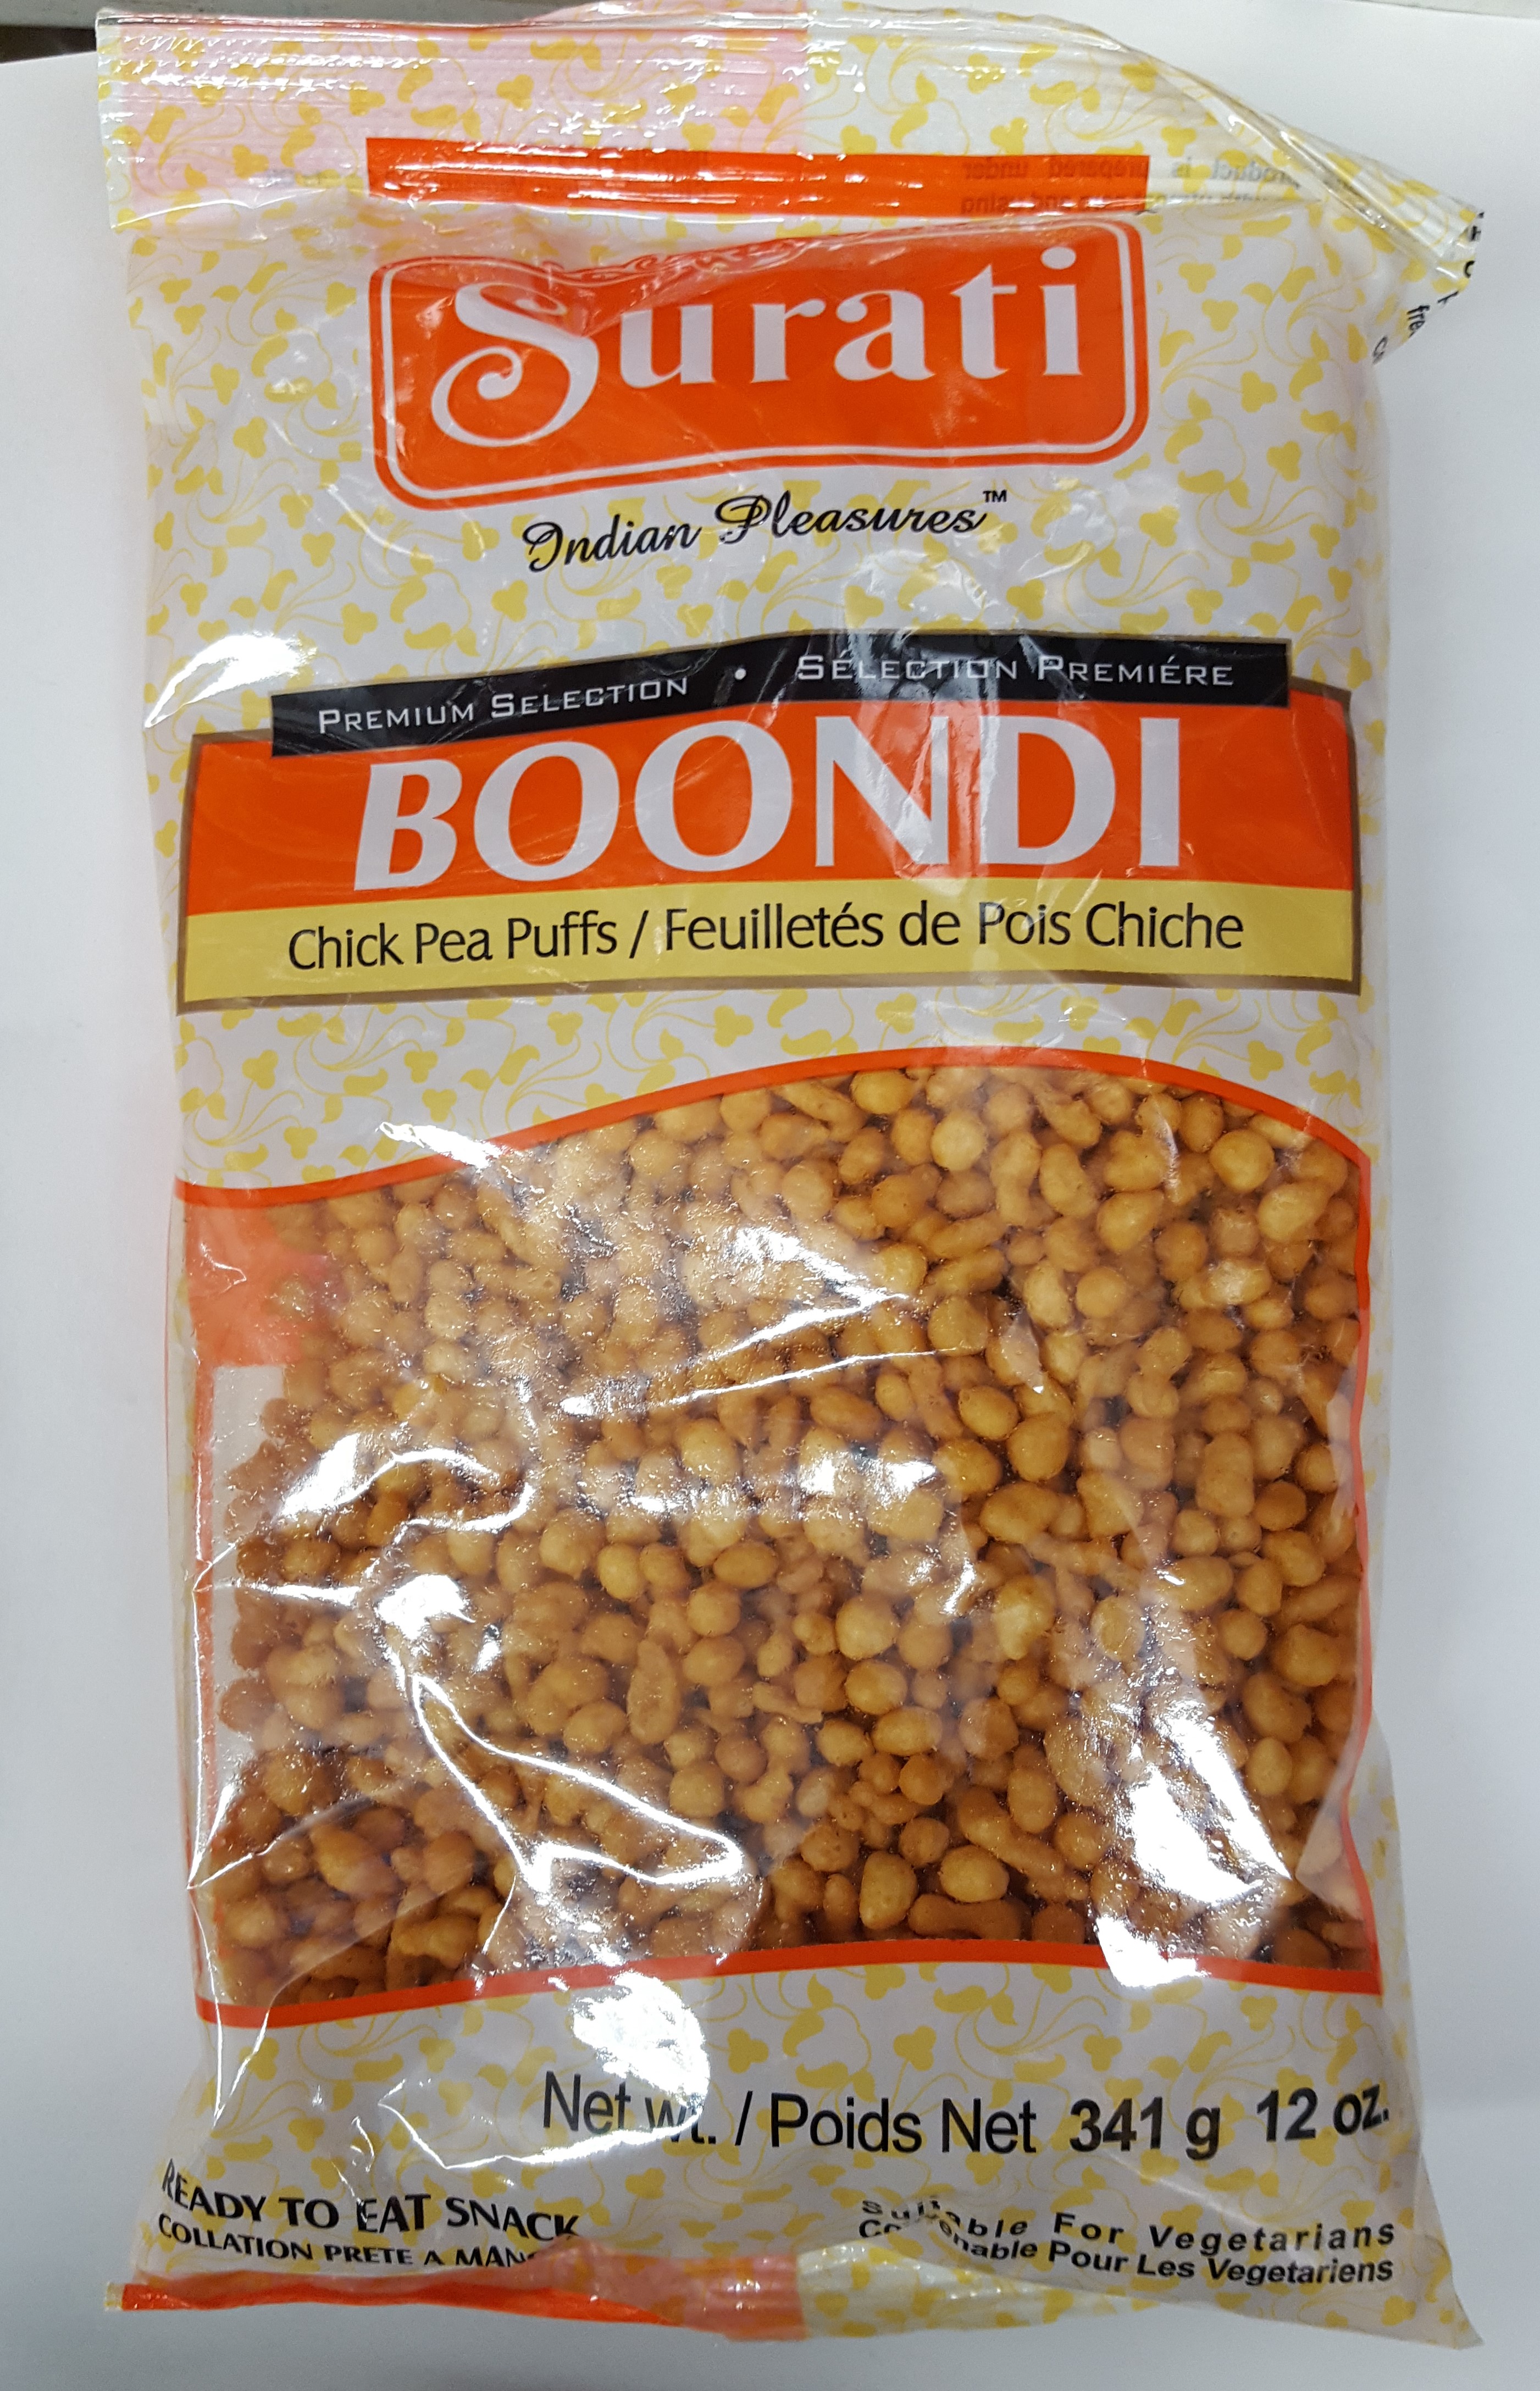 Surati
Indian Pleasures™
PREMIUM SELECTION • SÉLECTION PREMIÉRE
BOONDI
Chick Pea Puffs / Feuilletés de Pois Chiche
Net wt. / Poids Net 341 g 12 oz.
READY TO EAT SNACK
COLLATION PRETE A
Suitable For Vegetarians
Pour Les Vegetariens